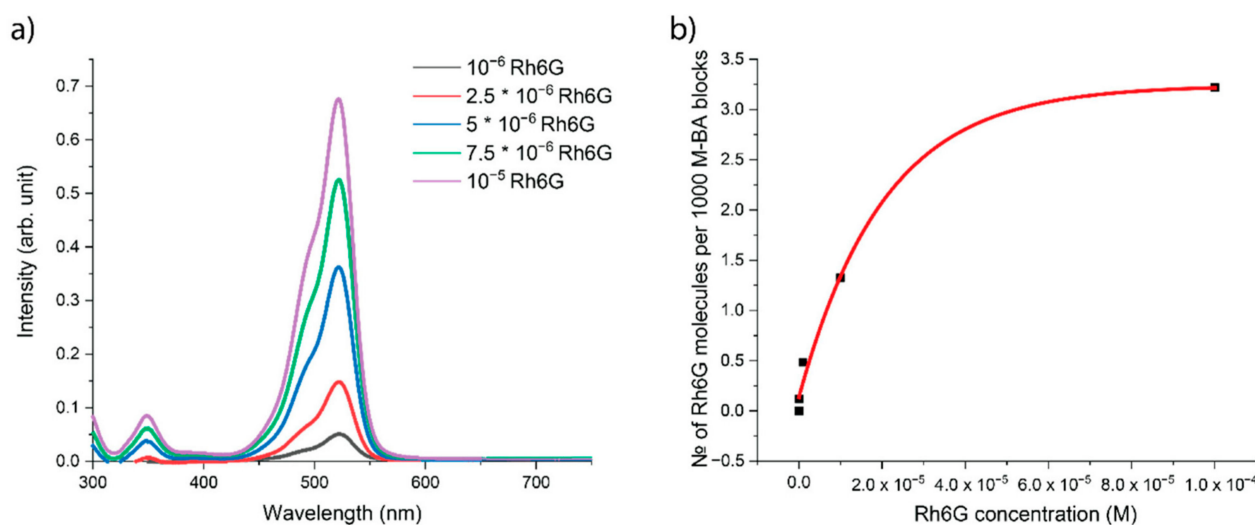 a)
0.7
0.6
0.5
0.4
0.3
0.2
0.1
0.0
Intensity (arb. unit)
300 400 500 600 700
Wavelength (nm)
10⁻⁶ Rh6G
2.5 * 10⁻⁶ Rh6G
5 * 10⁻⁶ Rh6G
7.5 * 10⁻⁶ Rh6G
10⁻⁵ Rh6G
b)
3.5
3.0
2.5
2.0
1.5
1.0
0.5
0.0
−0.5
№ of Rh6G molecules per 1000 M-BA blocks
0.0 2.0 x 10⁻⁵ 4.0 x 10⁻⁵ 6.0 x 10⁻⁵ 8.0 x 10⁻⁵ 1.0 x 10⁻⁴
Rh6G concentration (M)